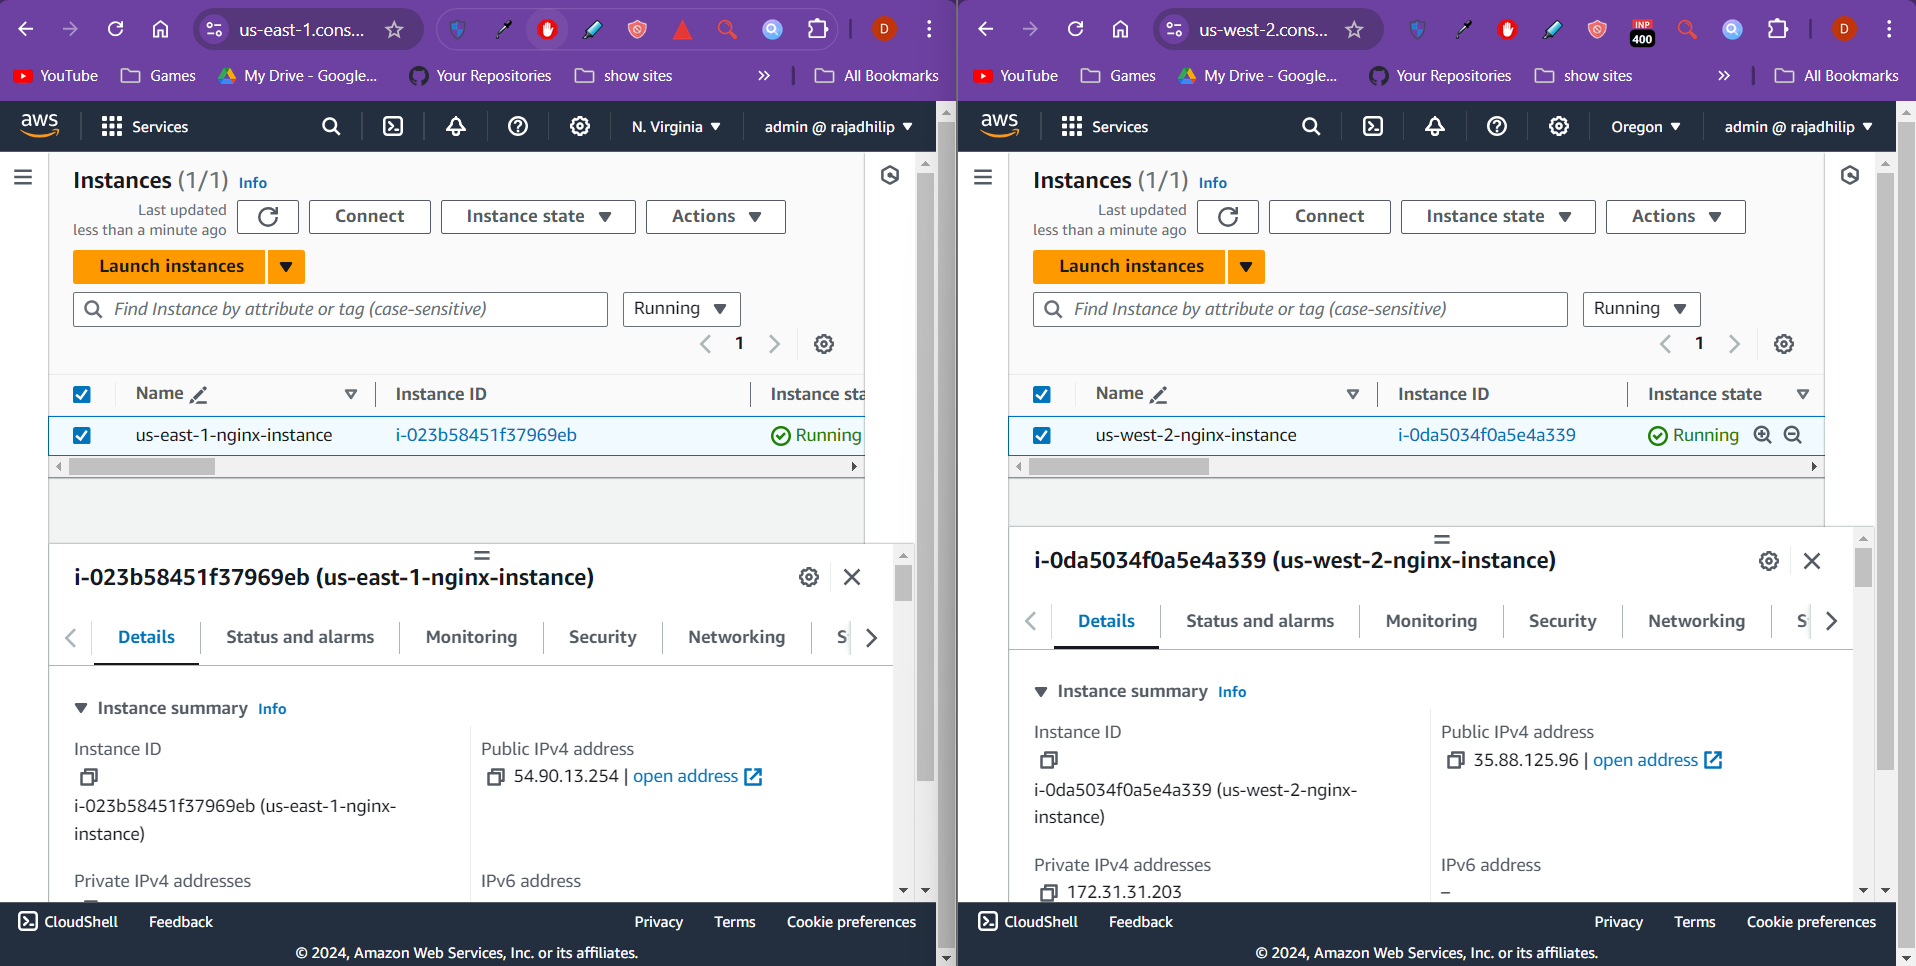 us-east-1.cons...
D
YouTube
Games
My Drive - Google...
Your Repositories
show sites
»
All Bookmarks
aws
Services
N. Virginia
admin @ rajadhilip
Instances (1/1) Info
Last updated
less than a minute ago
Connect
Instance state
Actions
Launch instances
Find Instance by attribute or tag (case-sensitive)
Running
1
Name
Instance ID
Instance sta
us-east-1-nginx-instance
i-023b58451f37969eb
Running
i-023b58451f37969eb (us-east-1-nginx-instance)
Details
Status and alarms
Monitoring
Security
Networking
S
Instance summary Info
Instance ID
i-023b58451f37969eb (us-east-1-nginx-
instance)
Public IPv4 address
54.90.13.254 | open address
Private IPv4 addresses
IPv6 address
CloudShell
Feedback
Privacy
Terms
Cookie preferences
© 2024, Amazon Web Services, Inc. or its affiliates.
us-west-2.cons...
INP
400
D
YouTube
Games
My Drive - Google...
Your Repositories
show sites
»
All Bookmarks
aws
Services
Oregon
admin @ rajadhilip
Instances (1/1) Info
Last updated
less than a minute ago
Connect
Instance state
Actions
Launch instances
Find Instance by attribute or tag (case-sensitive)
Running
1
Name
Instance ID
Instance state
us-west-2-nginx-instance
i-0da5034f0a5e4a339
Running
i-0da5034f0a5e4a339 (us-west-2-nginx-instance)
Details
Status and alarms
Monitoring
Security
Networking
S
Instance summary Info
Instance ID
i-0da5034f0a5e4a339 (us-west-2-nginx-
instance)
Public IPv4 address
35.88.125.96 | open address
Private IPv4 addresses
172.31.31.203
IPv6 address
–
CloudShell
Feedback
Privacy
Terms
Cookie preferences
© 2024, Amazon Web Services, Inc. or its affiliates.